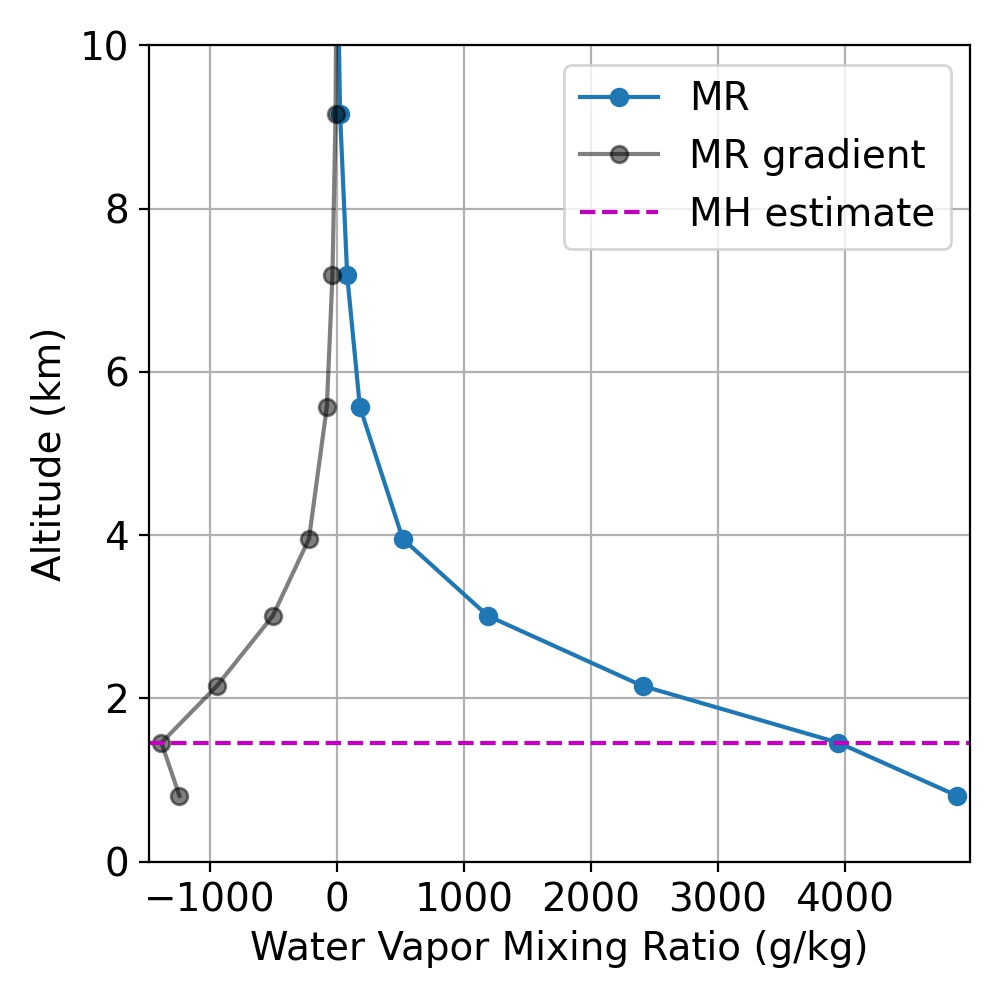 10
8
6
4
2
0
Altitude (km)
MR
MR gradient
MH estimate
−1000 0 1000 2000 3000 4000
Water Vapor Mixing Ratio (g/kg)